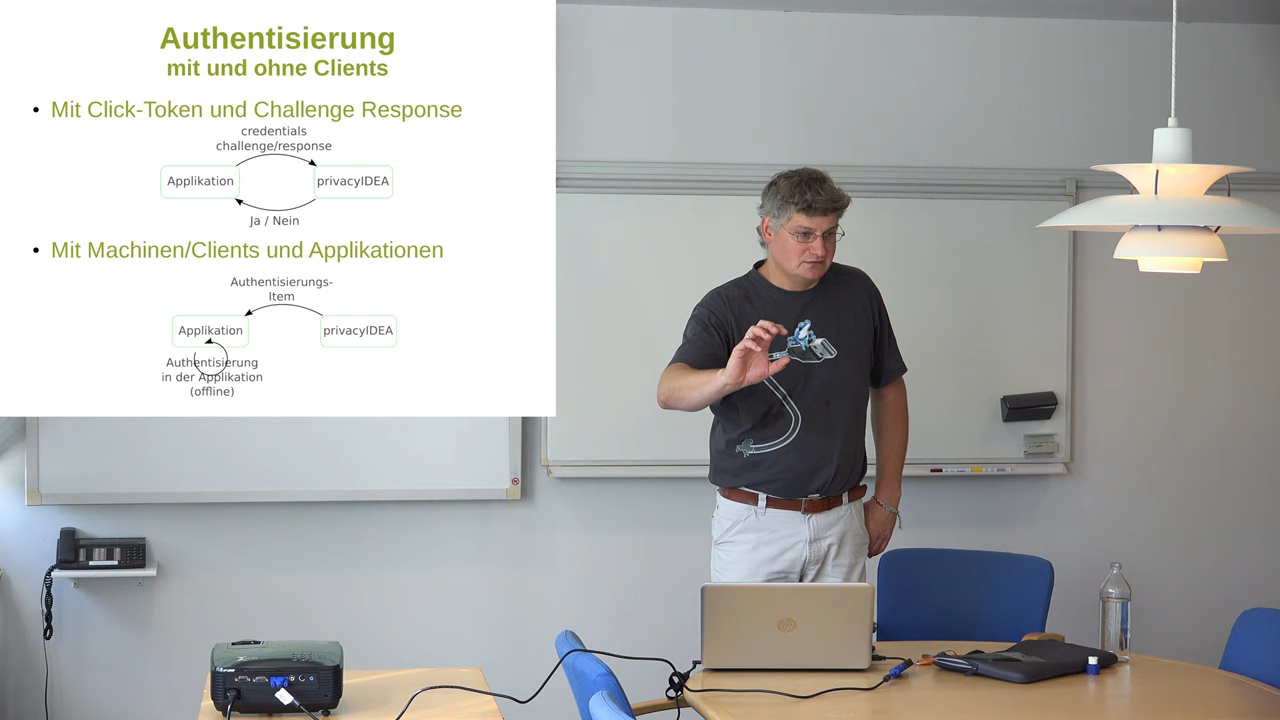 Authentisierung
mit und ohne Clients
• Mit Click-Token und Challenge Response
credentials
challenge/response
Applikation
privacyIDEA
Ja / Nein
• Mit Machinen/Clients und Applikationen
Authentisierungs-
Item
Applikation
privacyIDEA
Authentisierung
in der Applikation
(offline)
hp